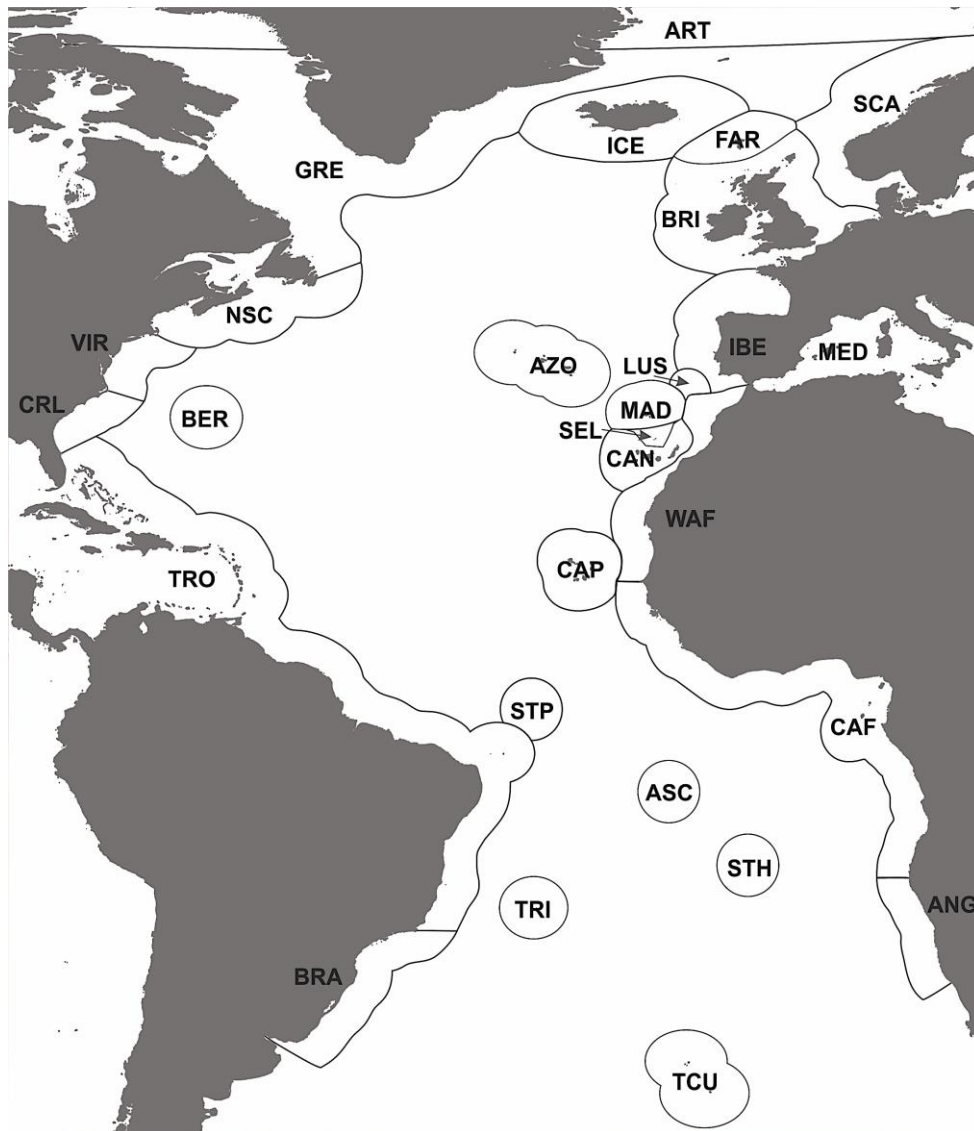 ART
SCA
FAR
ICE
GRE
BRI
NSC
VIR
IBE
MED
LUS
AZO
CRL
BER
MAD
SEL
CAN
WAF
CAP
TRO
STP
CAF
ASC
STH
ANG
TRI
BRA
TCU